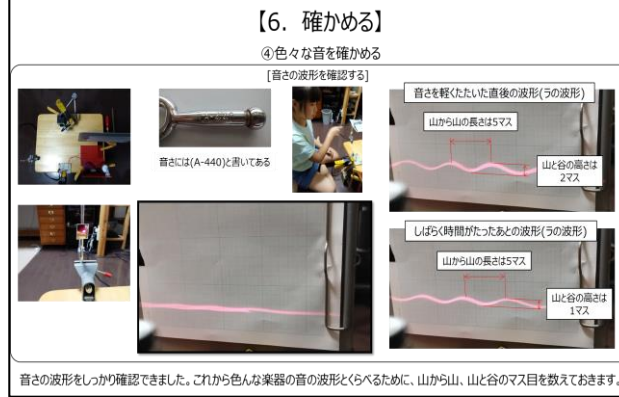 【6. 確かめる】
④色々な音を確かめる
[音さの波形を確認する]
音さには(A-440)と書いてある
音さを軽くたたいた直後の波形(ラの波形)
山から山の長さは5マス
山と谷の高さは
2マス
しばらく時間がたったあとの波形(ラの波形)
山から山の長さは5マス
山と谷の高さは
1マス
音さの波形をしっかり確認できました。これから色んな楽器の音の波形とくらべるために、山から山、山と谷のマス目を数えておきます。